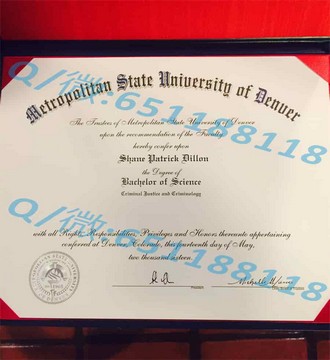 Metropolitan State University of Denver
The Trustees of Metropolitan State University of Denver
upon the recommendation of the Faculty
hereby confer upon
Shane Patrick Dillon
the Degree of
Bachelor of Science
Criminal Justice and Criminology
with all Rights, Responsibilities, Privileges and Honors thereunto appertaining
conferred at Denver, Colorado, this fourteenth day of May,
two thousand sixteen.
Q/微:651188118
Q/微:651188118